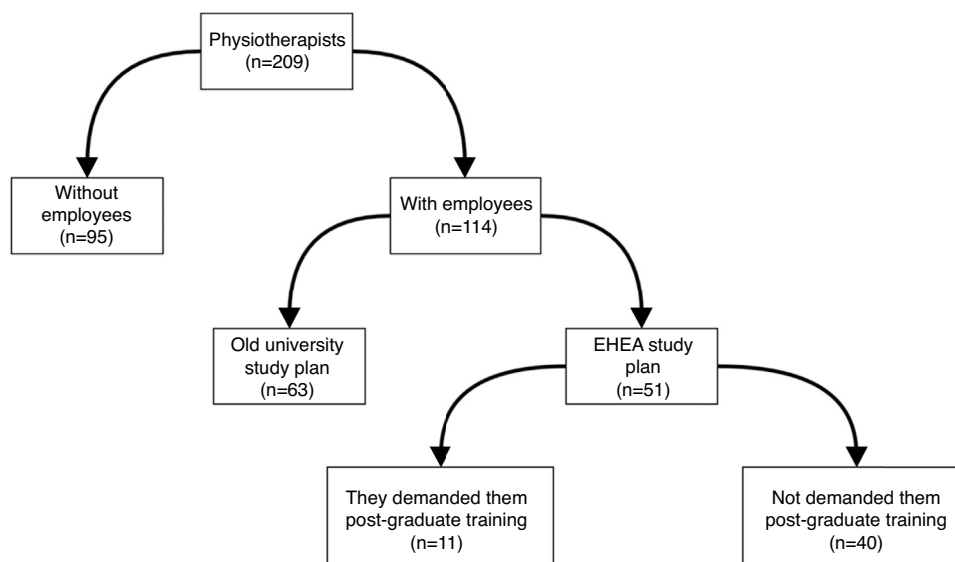 Physiotherapists
(n=209)
Without
employees
(n=95)
With employees
(n=114)
Old university
study plan
(n=63)
EHEA study
plan
(n=51)
They demanded them
post-graduate training
(n=11)
Not demanded them
post-graduate training
(n=40)